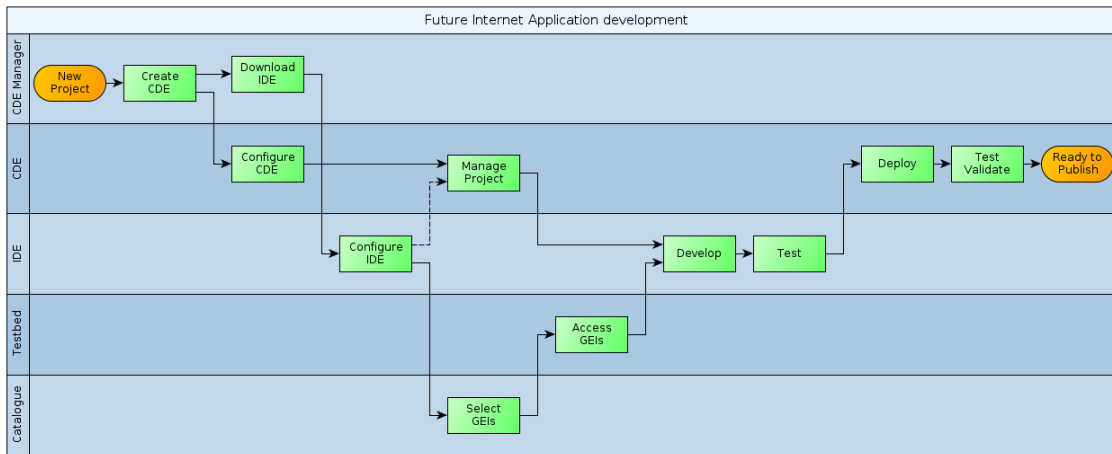 Future Internet Application development
CDE Manager
New
Project
Create
CDE
Download
IDE
CDE
Configure
CDE
Manage
Project
Deploy
Test
Validate
Ready to
Publish
IDE
Configure
IDE
Develop
Test
Testbed
Access
GEIs
Catalogue
Select
GEIs